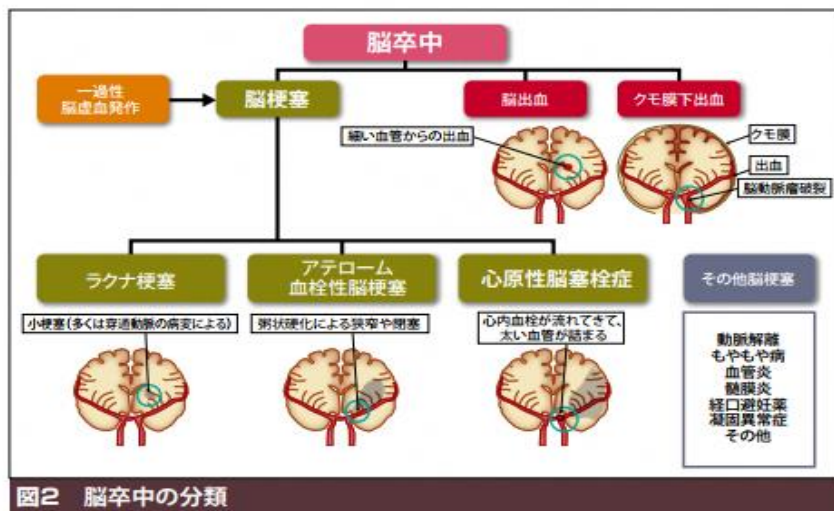 脳卒中
一過性
脳虚血発作
脳梗塞
脳出血
クモ膜下出血
細い血管からの出血
クモ膜
出血
脳動脈瘤破裂
ラクナ梗塞
アテローム
血栓性脳梗塞
心原性脳塞栓症
その他脳梗塞
小梗塞(多くは穿通動脈の病変による)
粥状硬化による狭窄や閉塞
心内血栓が流れてきて、
太い血管が詰まる
動脈解離
もやもや病
血管炎
髄膜炎
経口避妊薬
凝固異常症
その他
図2 脳卒中の分類